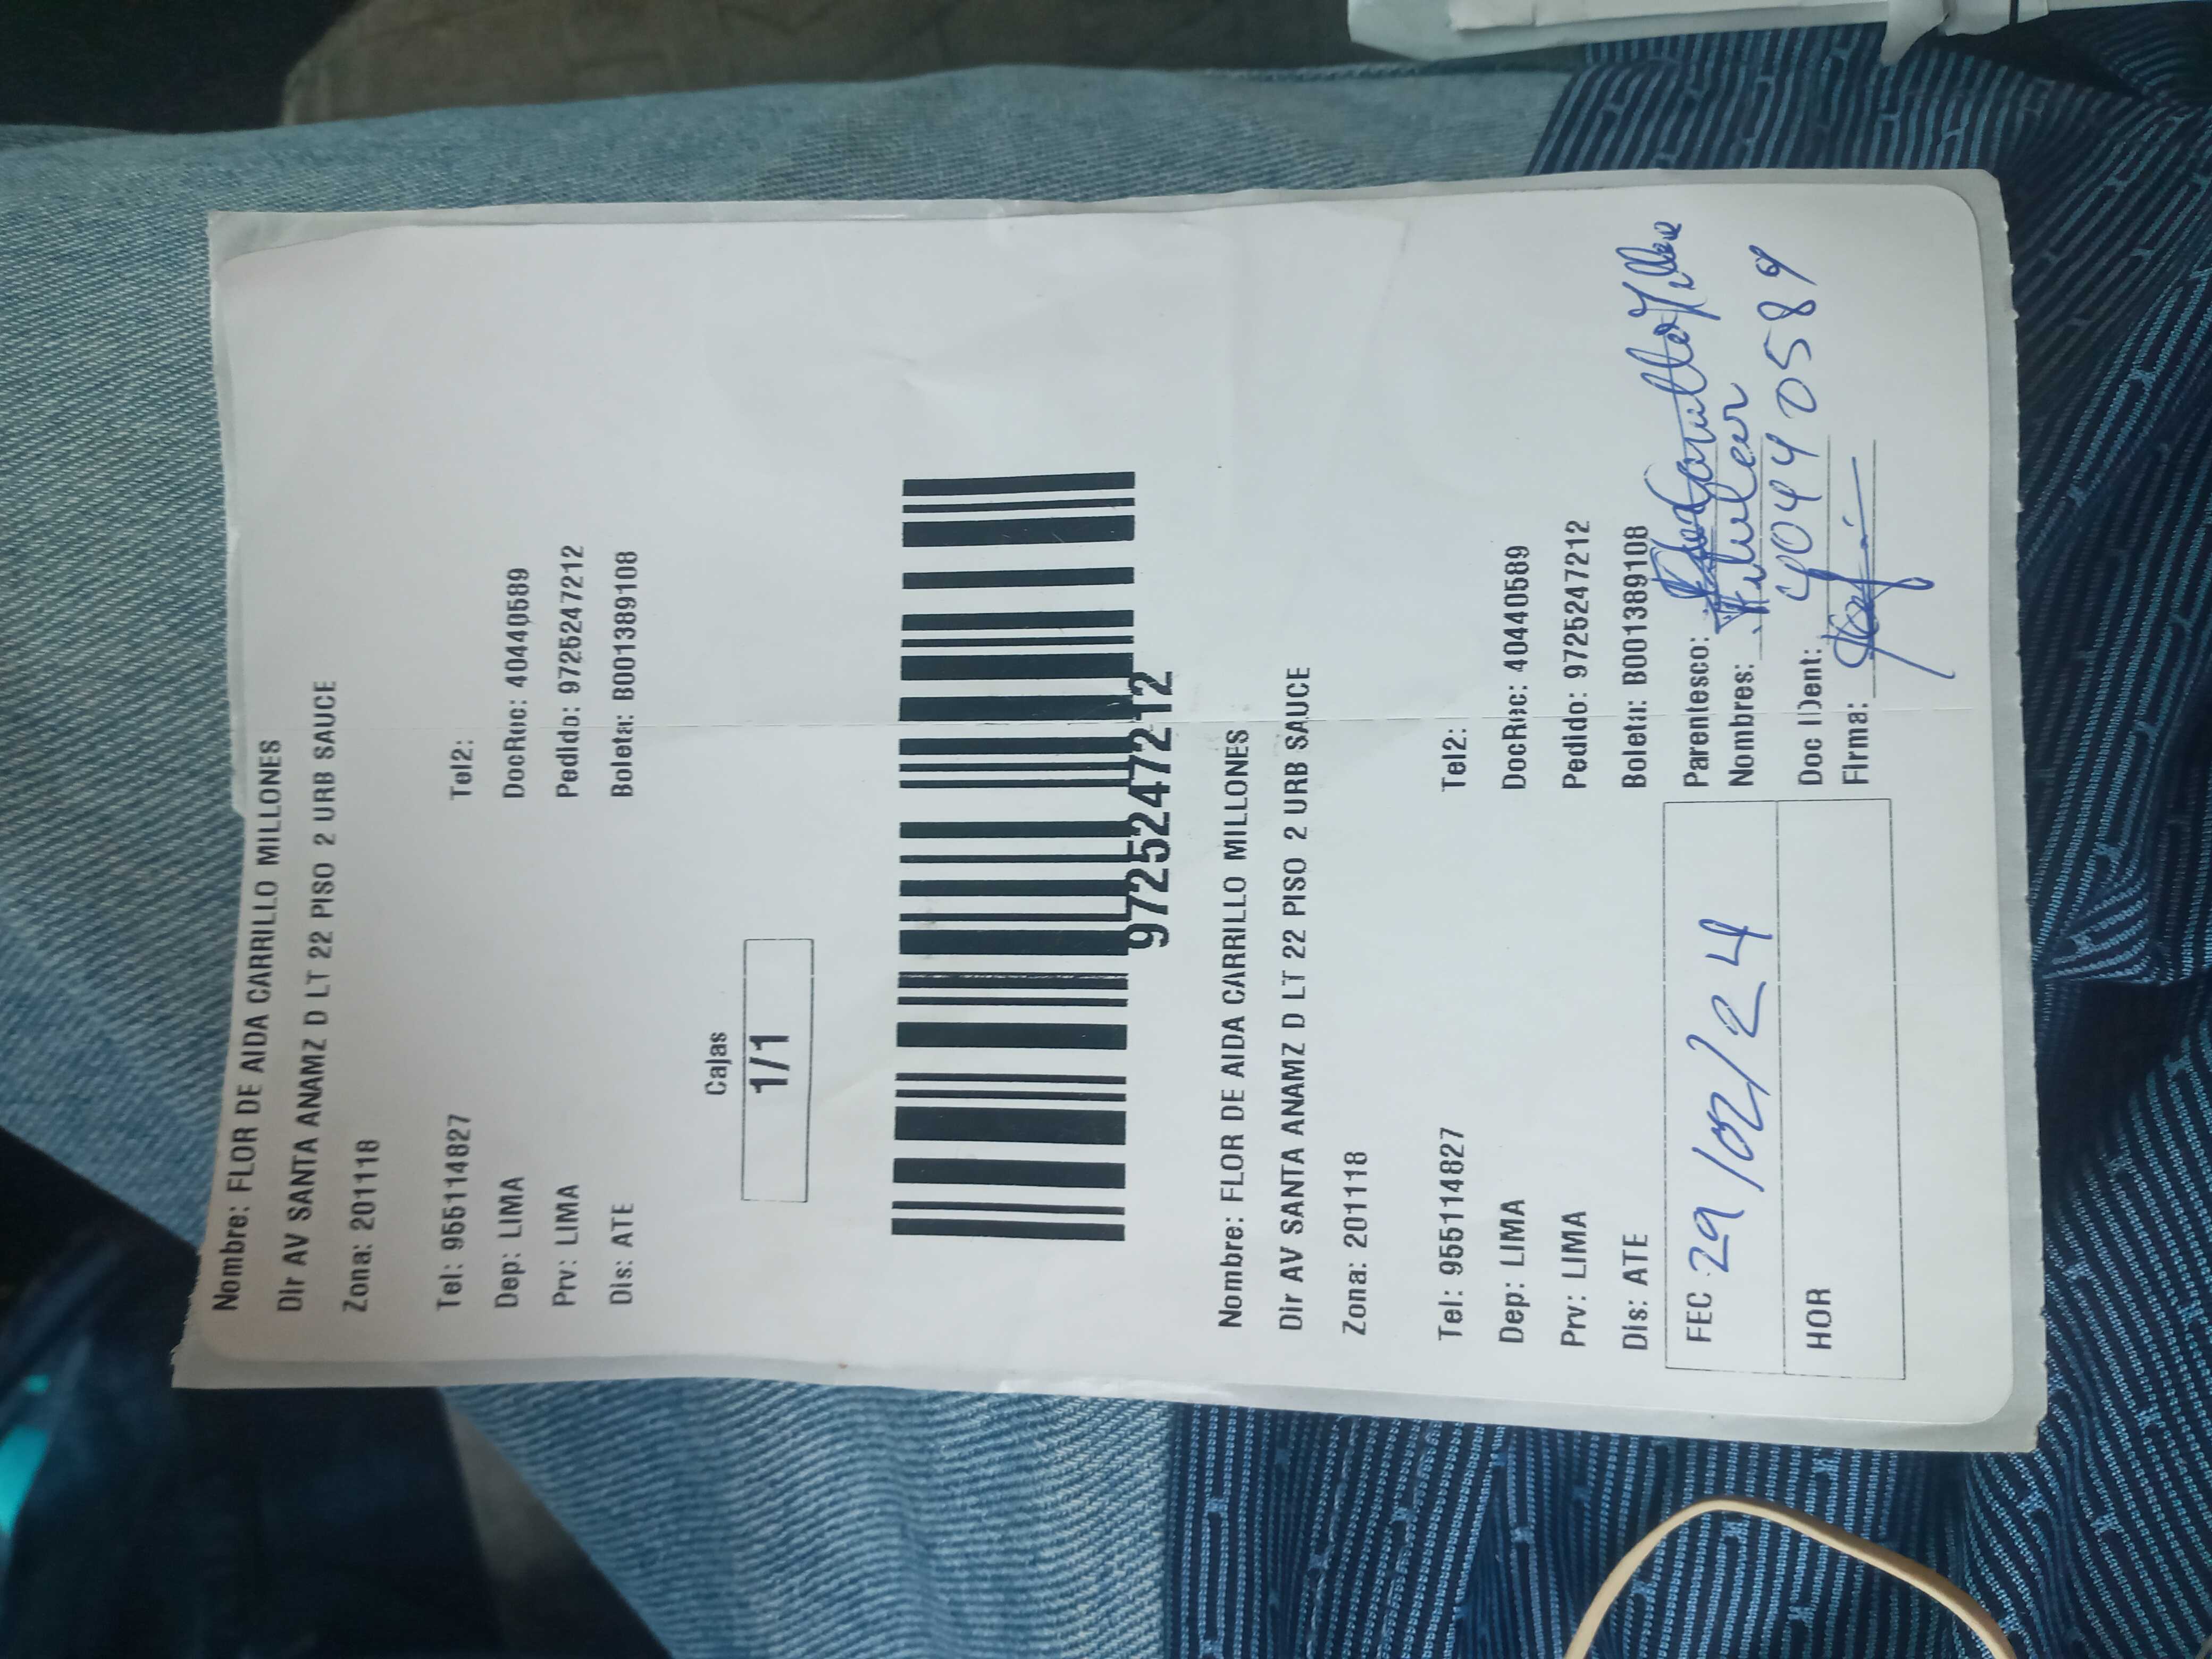 Nombre: FLOR DE AIDA CARRILLO MILLONES
Dir AV SANTA ANAMZ D LT 22 PISO 2 URB SAUCE
Zona: 201118
Tel: 955114827 Tel2:
Dep: LIMA DocRuc: 40440589
Prv: LIMA Pedido: 9725247212
Dis: ATE Boleta: B001389108
Cajas
1/1
9725247212
Nombre: FLOR DE AIDA CARRILLO MILLONES
Dir AV SANTA ANAMZ D LT 22 PISO 2 URB SAUCE
Zona: 201118
Tel: 955114827 Tel2:
Dep: LIMA DocRuc: 40440589
Prv: LIMA Pedido: 9725247212
Dis: ATE Boleta: B001389108
FEC 29/02/24 Parentesco:
Nombres:
HOR Doc IDent: 40440589
Firma: